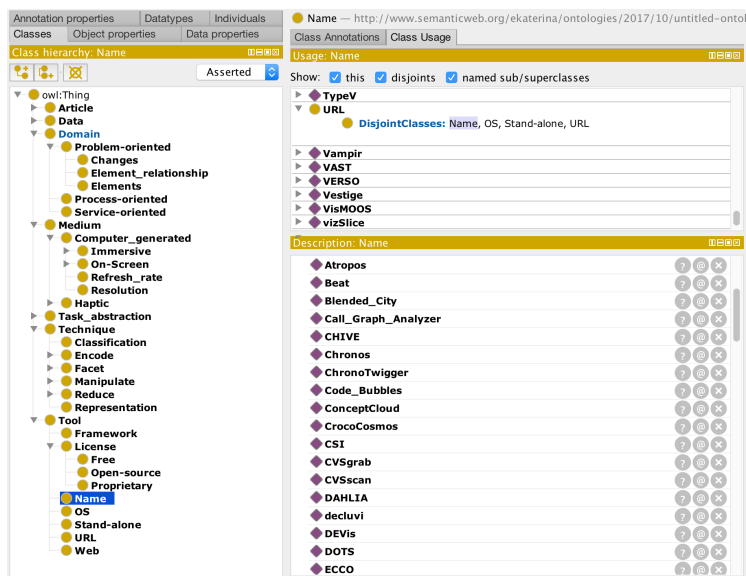 Annotation properties Datatypes Individuals
Classes Object properties Data properties
Class hierarchy: Name
Asserted
owl:Thing
Article
Data
Domain
Problem-oriented
Changes
Element_relationship
Elements
Process-oriented
Service-oriented
Medium
Computer_generated
Immersive
On-Screen
Refresh_rate
Resolution
Haptic
Task_abstraction
Technique
Classification
Encode
Facet
Manipulate
Reduce
Representation
Tool
Framework
License
Free
Open-source
Proprietary
Name
OS
Stand-alone
URL
Web
Name — http://www.semanticweb.org/ekaterina/ontologies/2017/10/untitled-ontol
Class Annotations Class Usage
Usage: Name
Show: this disjoints named sub/superclasses
TypeV
URL
DisjointClasses: Name, OS, Stand-alone, URL
Vampir
VAST
VERSO
Vestige
VisMOOS
vizSlice
Description: Name
Atropos ? @ ×
Beat ? @ ×
Blended_City ? @ ×
Call_Graph_Analyzer ? @ ×
CHIVE ? @ ×
Chronos ? @ ×
ChronoTwigger ? @ ×
Code_Bubbles ? @ ×
ConceptCloud ? @ ×
CrocoCosmos ? @ ×
CSI ? @ ×
CVSgrab ? @ ×
CVSscan ? @ ×
DAHLIA ? @ ×
decluvi ? @ ×
DEVis ? @ ×
DOTS ? @ ×
ECCO ? @ ×